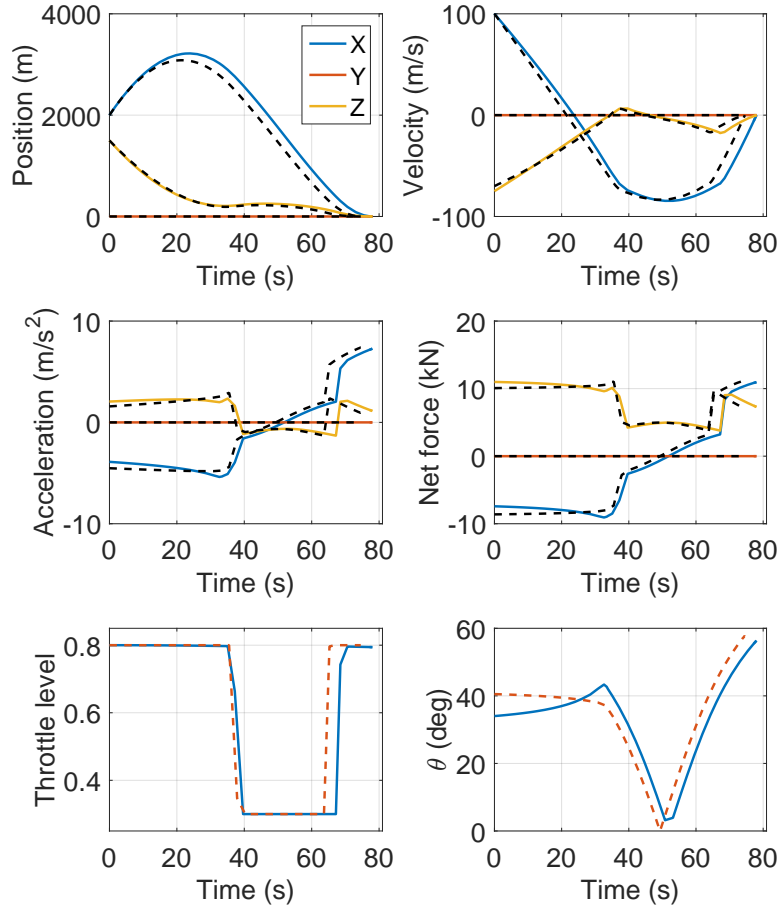 4000
2000
0
Position (m)
X
Y
Z
0 20 40 60 80
Time (s)
100
0
-100
Velocity (m/s)
0 20 40 60 80
Time (s)
10
0
-10
Acceleration (m/s²)
0 20 40 60 80
Time (s)
20
10
0
-10
Net force (kN)
0 20 40 60 80
Time (s)
0.8
0.4
Throttle level
0 20 40 60 80
Time (s)
60
40
20
0
θ (deg)
0 20 40 60 80
Time (s)